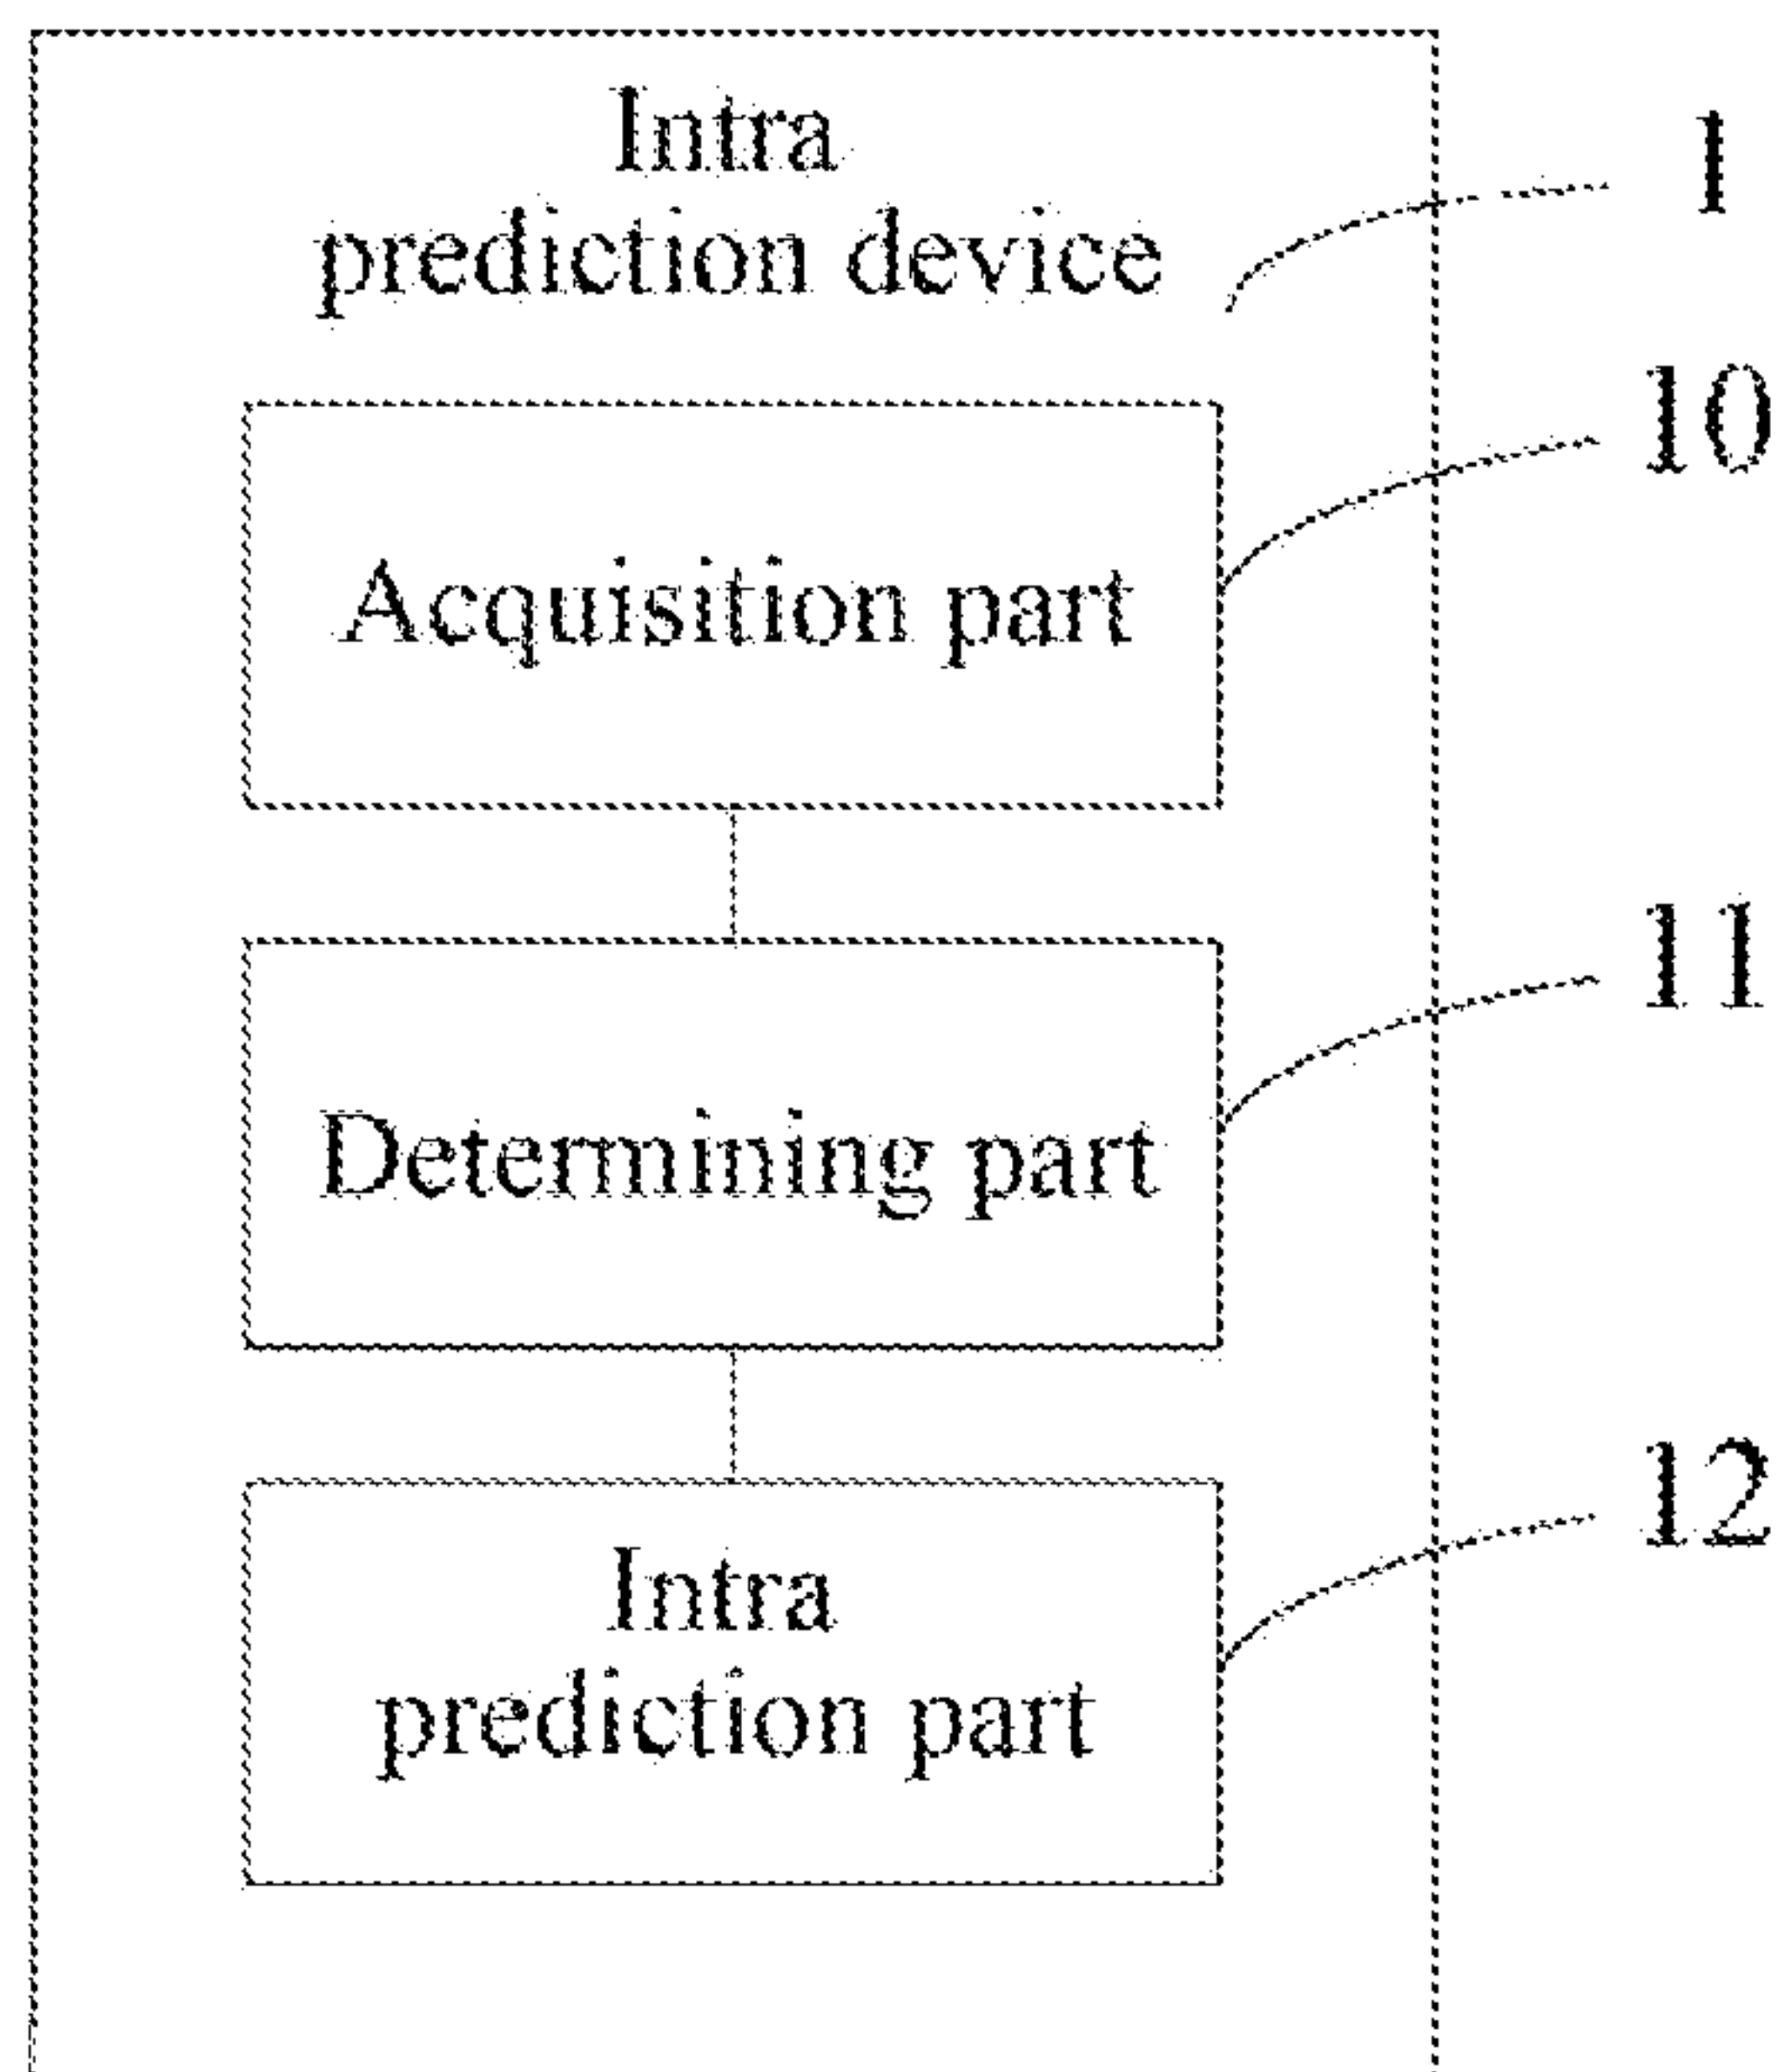 Intra
prediction device
1
10
Acquisition part
11
Determining part
12
Intra
prediction part